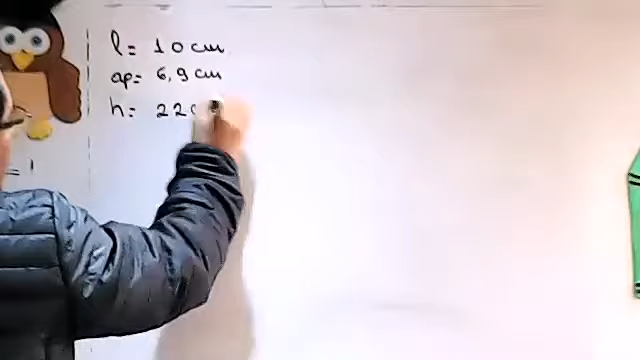 l = 10 cm
ap = 6,9 cm
h = 22